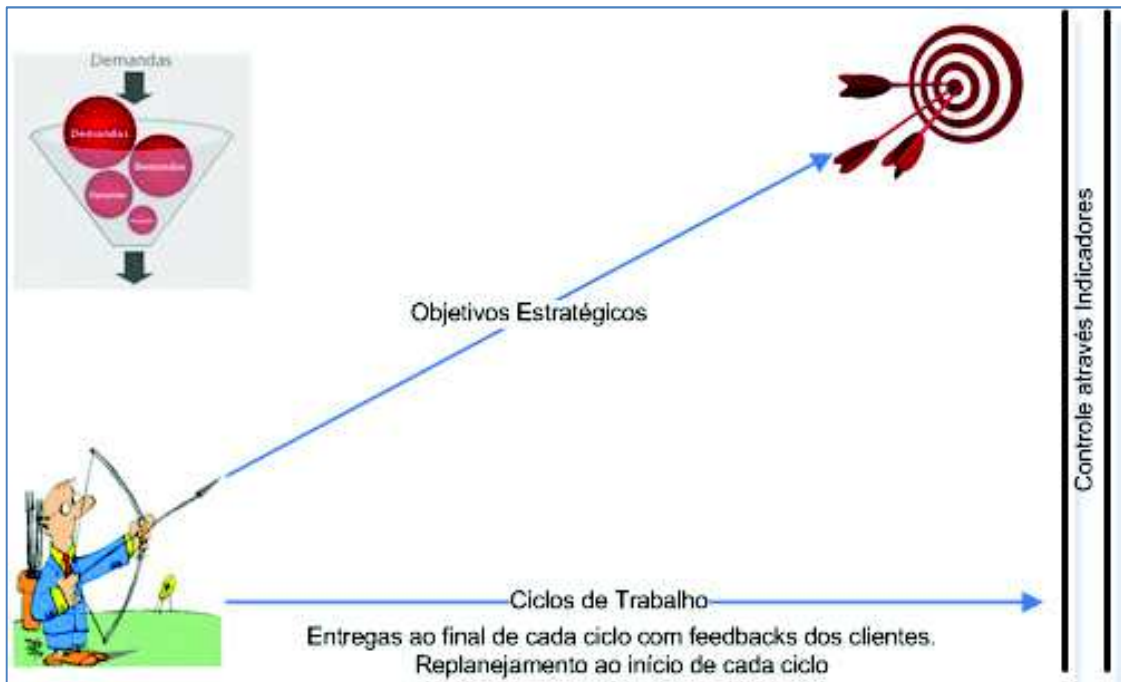 Demandas
Demandas
Demandas
Objetivos Estratégicos
Controle através Indicadores
Ciclos de Trabalho
Entregas ao final de cada ciclo com feedbacks dos clientes.
Replanejamento ao início de cada ciclo